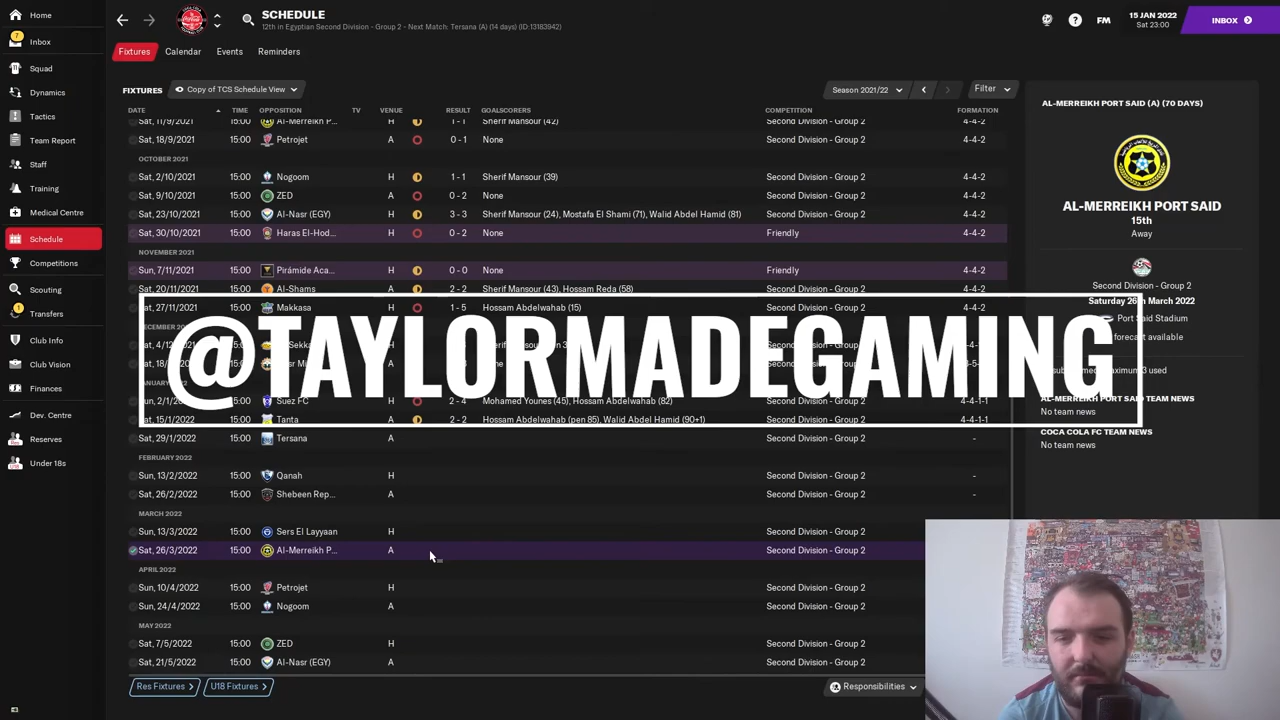 SCHEDULE
12th in Egyptian Second Division - Group 2 - Next Match: Tersana (A) (14 days) (ID:13183942)
FM
15 JAN 2022
Sat 23:00
INBOX
Home
7
Inbox
Squad
Dynamics
Tactics
Team Report
Staff
Training
Medical Centre
Schedule
Competitions
Scouting
1
Transfers
Club Info
Club Vision
Finances
Dev. Centre
Reserves
Under 18s
Fixtures Calendar Events Reminders
FIXTURES Copy of TCS Schedule View Season 2021/22 Filter
DATE TIME OPPOSITION TV VENUE RESULT GOALSCORERS COMPETITION FORMATION
Sat, 11/9/2021 15:00 Al-Merreikh P... H 1 - 1 Sherif Mansour (42) Second Division - Group 2 4-4-2
Sat, 18/9/2021 15:00 Petrojet A 0 - 1 None Second Division - Group 2 4-4-2
OCTOBER 2021
Sat, 2/10/2021 15:00 Nogoom H 1 - 1 Sherif Mansour (39) Second Division - Group 2 4-4-2
Sat, 9/10/2021 15:00 ZED A 0 - 2 None Second Division - Group 2 4-4-2
Sat, 23/10/2021 15:00 Al-Nasr (EGY) H 3 - 3 Sherif Mansour (24), Mostafa El Shami (71), Walid Abdel Hamid (81) Second Division - Group 2 4-4-2
Sat, 30/10/2021 15:00 Haras El-Hod... H 0 - 2 None Friendly 4-4-2
NOVEMBER 2021
Sun, 7/11/2021 15:00 Pirámide Aca... H 0 - 0 None Friendly 4-4-2
Sat, 20/11/2021 15:00 Al-Shams A 2 - 2 Sherif Mansour (43), Hossam Reda (58) Second Division - Group 2 4-4-2
Sat, 27/11/2021 15:00 Makkasa H 1 - 5 Hossam Abdelwahab (15) Second Division - Group 2 4-4-2
@TAYLORMADEGAMING
Sun, 2/1/2022 15:00 Suez FC H 2 - 4 Mohamed Younes (45), Hossam Abdelwahab (82) Second Division - Group 2 4-4-1-1
Sat, 15/1/2022 15:00 Tanta A 2 - 2 Hossam Abdelwahab (pen 85), Walid Abdel Hamid (90+1) Second Division - Group 2 4-4-1-1
Sat, 29/1/2022 15:00 Tersana A Second Division - Group 2 -
FEBRUARY 2022
Sun, 13/2/2022 15:00 Qanah H Second Division - Group 2 -
Sat, 26/2/2022 15:00 Shebeen Rep... A Second Division - Group 2 -
MARCH 2022
Sun, 13/3/2022 15:00 Sers El Layyaan H Second Division - Group 2
Sat, 26/3/2022 15:00 Al-Merreikh P... A Second Division - Group 2
APRIL 2022
Sun, 10/4/2022 15:00 Petrojet H Second Division - Group 2
Sun, 24/4/2022 15:00 Nogoom A Second Division - Group 2
MAY 2022
Sat, 7/5/2022 15:00 ZED H Second Division - Group 2
Sat, 21/5/2022 15:00 Al-Nasr (EGY) A Second Division - Group 2
Res Fixtures U18 Fixtures Responsibilities
AL-MERREIKH PORT SAID (A) (70 DAYS)
AL-MERREIKH PORT SAID
15th
Away
Second Division - Group 2
Saturday 26th March 2022
Port Said Stadium
AL-MERREIKH PORT SAID TEAM NEWS
No team news
COCA COLA FC TEAM NEWS
No team news